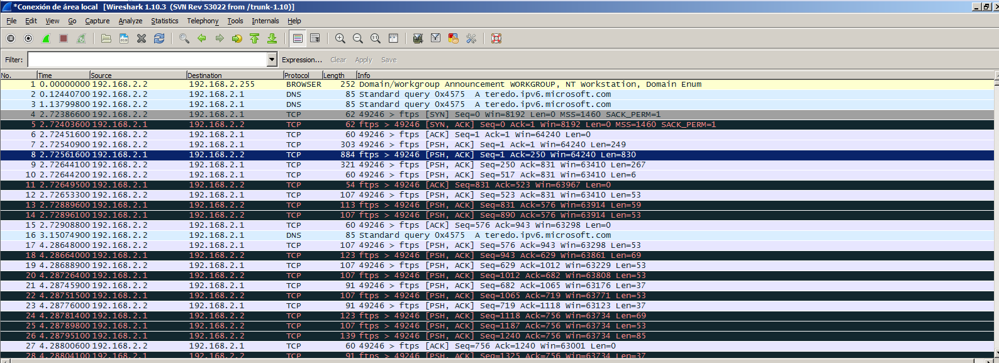 *Conexión de área local [Wireshark 1.10.3 (SVN Rev 53022 from /trunk-1.10)]
File Edit View Go Capture Analyze Statistics Telephony Tools Internals Help
Filter: Expression... Clear Apply Save
No. Time Source Destination Protocol Length Info
1 0.00000000 192.168.2.2 192.168.2.255 BROWSER 252 Domain/Workgroup Announcement WORKGROUP, NT Workstation, Domain Enum
2 0.12440700 192.168.2.2 192.168.2.1 DNS 85 Standard query 0x4575 A teredo.ipv6.microsoft.com
3 1.13799800 192.168.2.2 192.168.2.1 DNS 85 Standard query 0x4575 A teredo.ipv6.microsoft.com
4 2.72386600 192.168.2.2 192.168.2.1 TCP 62 49246 > ftps [SYN] Seq=0 Win=8192 Len=0 MSS=1460 SACK_PERM=1
5 2.72403600 192.168.2.1 192.168.2.2 TCP 62 ftps > 49246 [SYN, ACK] Seq=0 Ack=1 Win=8192 Len=0 MSS=1460 SACK_PERM=1
6 2.72451600 192.168.2.2 192.168.2.1 TCP 60 49246 > ftps [ACK] Seq=1 Ack=1 Win=64240 Len=0
7 2.72540900 192.168.2.2 192.168.2.1 TCP 303 49246 > ftps [PSH, ACK] Seq=1 Ack=1 Win=64240 Len=249
8 2.72561600 192.168.2.1 192.168.2.2 TCP 884 ftps > 49246 [PSH, ACK] Seq=1 Ack=250 Win=64240 Len=830
9 2.72644100 192.168.2.2 192.168.2.1 TCP 321 49246 > ftps [PSH, ACK] Seq=250 Ack=831 Win=63410 Len=267
10 2.72644200 192.168.2.2 192.168.2.1 TCP 60 49246 > ftps [PSH, ACK] Seq=517 Ack=831 Win=63410 Len=6
11 2.72649500 192.168.2.1 192.168.2.2 TCP 54 ftps > 49246 [ACK] Seq=831 Ack=523 Win=63967 Len=0
12 2.72653300 192.168.2.2 192.168.2.1 TCP 107 49246 > ftps [PSH, ACK] Seq=523 Ack=831 Win=63410 Len=53
13 2.72889600 192.168.2.1 192.168.2.2 TCP 113 ftps > 49246 [PSH, ACK] Seq=831 Ack=576 Win=63914 Len=59
14 2.72896100 192.168.2.1 192.168.2.2 TCP 107 ftps > 49246 [PSH, ACK] Seq=890 Ack=576 Win=63914 Len=53
15 2.72908800 192.168.2.2 192.168.2.1 TCP 60 49246 > ftps [ACK] Seq=576 Ack=943 Win=63298 Len=0
16 3.15074900 192.168.2.2 192.168.2.1 DNS 85 Standard query 0x4575 A teredo.ipv6.microsoft.com
17 4.28648000 192.168.2.2 192.168.2.1 TCP 107 49246 > ftps [PSH, ACK] Seq=576 Ack=943 Win=63298 Len=53
18 4.28664000 192.168.2.1 192.168.2.2 TCP 123 ftps > 49246 [PSH, ACK] Seq=943 Ack=629 Win=63861 Len=69
19 4.28688900 192.168.2.2 192.168.2.1 TCP 107 49246 > ftps [PSH, ACK] Seq=629 Ack=1012 Win=63229 Len=53
20 4.28726400 192.168.2.1 192.168.2.2 TCP 107 ftps > 49246 [PSH, ACK] Seq=1012 Ack=682 Win=63808 Len=53
21 4.28745900 192.168.2.2 192.168.2.1 TCP 91 49246 > ftps [PSH, ACK] Seq=682 Ack=1065 Win=63176 Len=37
22 4.28751500 192.168.2.1 192.168.2.2 TCP 107 ftps > 49246 [PSH, ACK] Seq=1065 Ack=719 Win=63771 Len=53
23 4.28776000 192.168.2.2 192.168.2.1 TCP 91 49246 > ftps [PSH, ACK] Seq=719 Ack=1118 Win=63123 Len=37
24 4.28781400 192.168.2.1 192.168.2.2 TCP 123 ftps > 49246 [PSH, ACK] Seq=1118 Ack=756 Win=63734 Len=69
25 4.28789800 192.168.2.1 192.168.2.2 TCP 107 ftps > 49246 [PSH, ACK] Seq=1187 Ack=756 Win=63734 Len=53
26 4.28795100 192.168.2.1 192.168.2.2 TCP 139 ftps > 49246 [PSH, ACK] Seq=1240 Ack=756 Win=63734 Len=85
27 4.28800600 192.168.2.2 192.168.2.1 TCP 60 49246 > ftps [ACK] Seq=756 Ack=1240 Win=63001 Len=0
28 4.28804100 192.168.2.1 192.168.2.2 TCP 91 ftps > 49246 [PSH, ACK] Seq=1325 Ack=756 Win=63734 Len=37